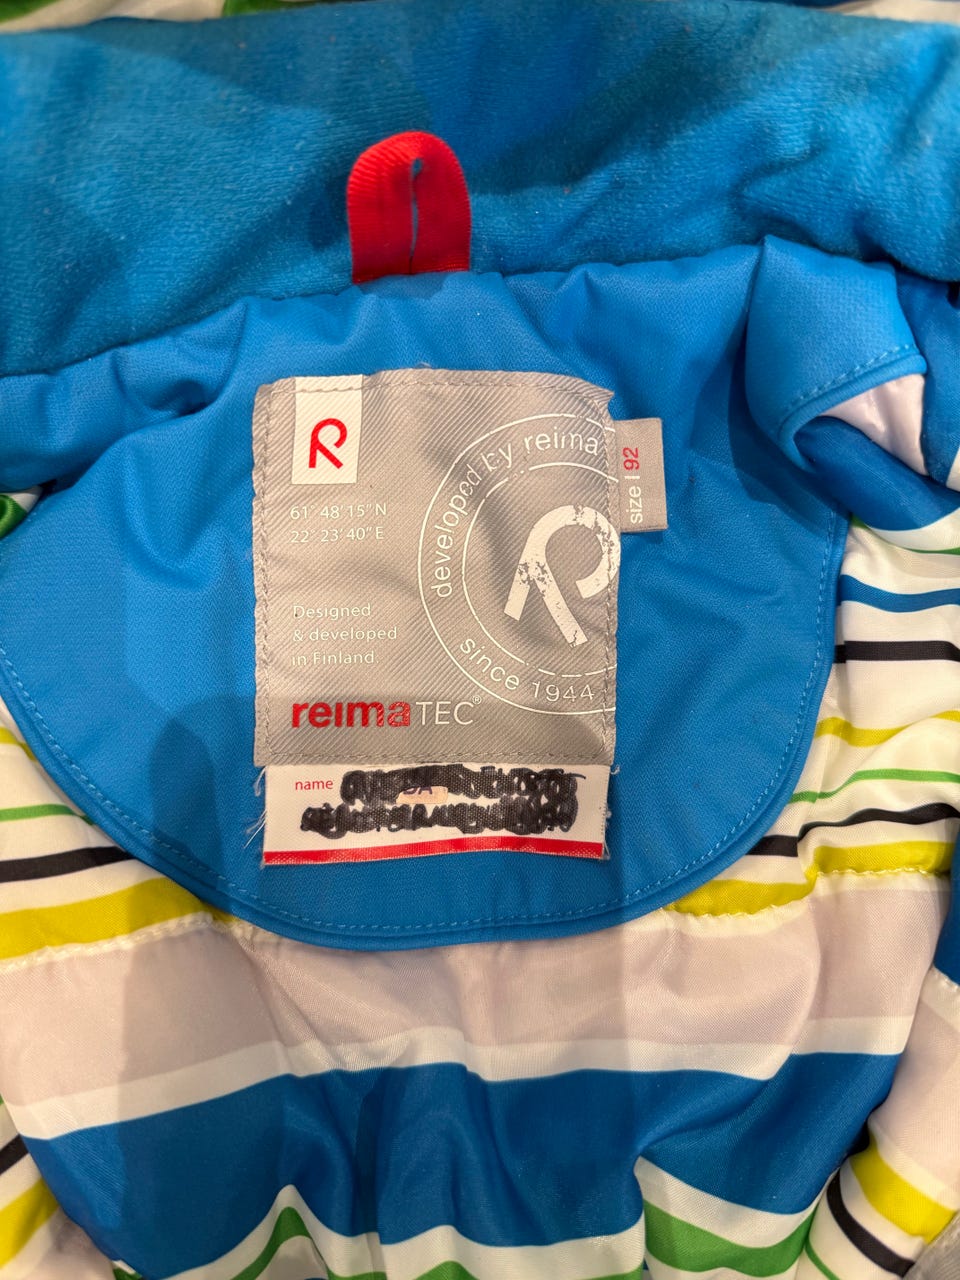 R
61° 48' 15" N
22° 23' 40" E
developed by reima
since 1944
size | 92
Designed
& developed
in Finland.
reimaTEC®
name